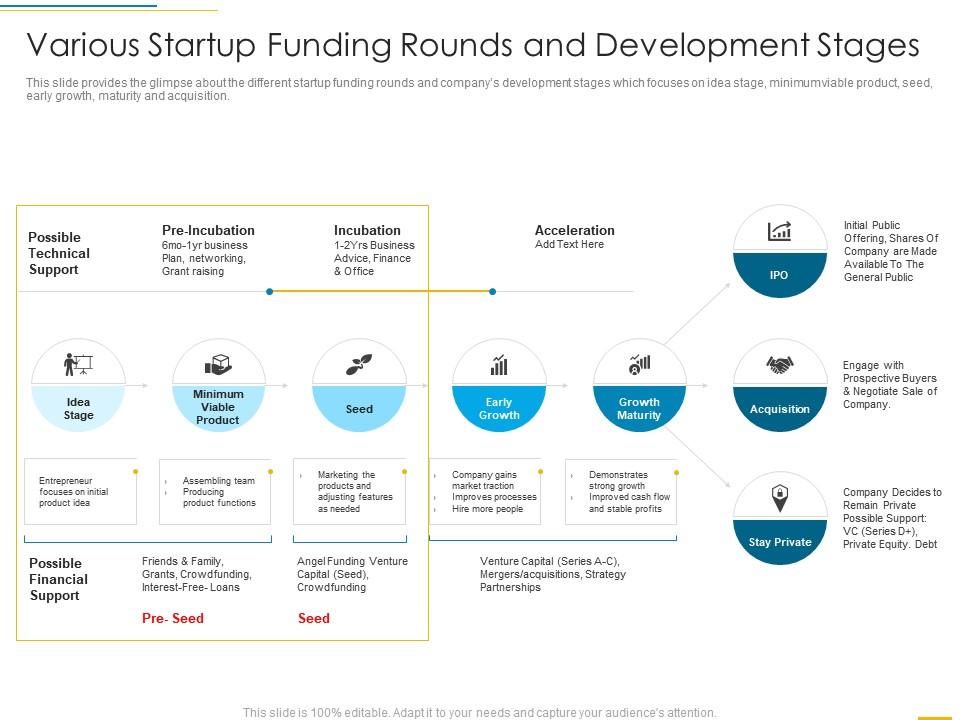 Various Startup Funding Rounds and Development Stages
This slide provides the glimpse about the different startup funding rounds and company's development stages which focuses on idea stage, minimum viable product, seed,
early growth, maturity and acquisition.
Possible
Technical
Support
Pre-Incubation
6mo-1yr business
Plan, networking,
Grant raising
Incubation
1-2Yrs Business
Advice, Finance
& Office
Acceleration
Add Text Here
Idea
Stage
Minimum
Viable
Product
Seed
Early
Growth
Growth
Maturity
IPO
Initial Public
Offering, Shares Of
Company are Made
Available To The
General Public
Acquisition
Engage with
Prospective Buyers
& Negotiate Sale of
Company.
Stay Private
Company Decides to
Remain Private
Possible Support:
VC (Series D+),
Private Equity. Debt
Entrepreneur
focuses on initial
product idea
Assembling team
Producing
product functions
Marketing the
products and
adjusting features
as needed
Company gains
market traction
Improves processes
Hire more people
Demonstrates
strong growth
Improved cash flow
and stable profits
Possible
Financial
Support
Friends & Family,
Grants, Crowdfunding,
Interest-Free- Loans
Pre- Seed
Angel Funding Venture
Capital (Seed),
Crowdfunding
Seed
Venture Capital (Series A-C),
Mergers/acquisitions, Strategy
Partnerships
This slide is 100% editable. Adapt it to your needs and capture your audience's attention.